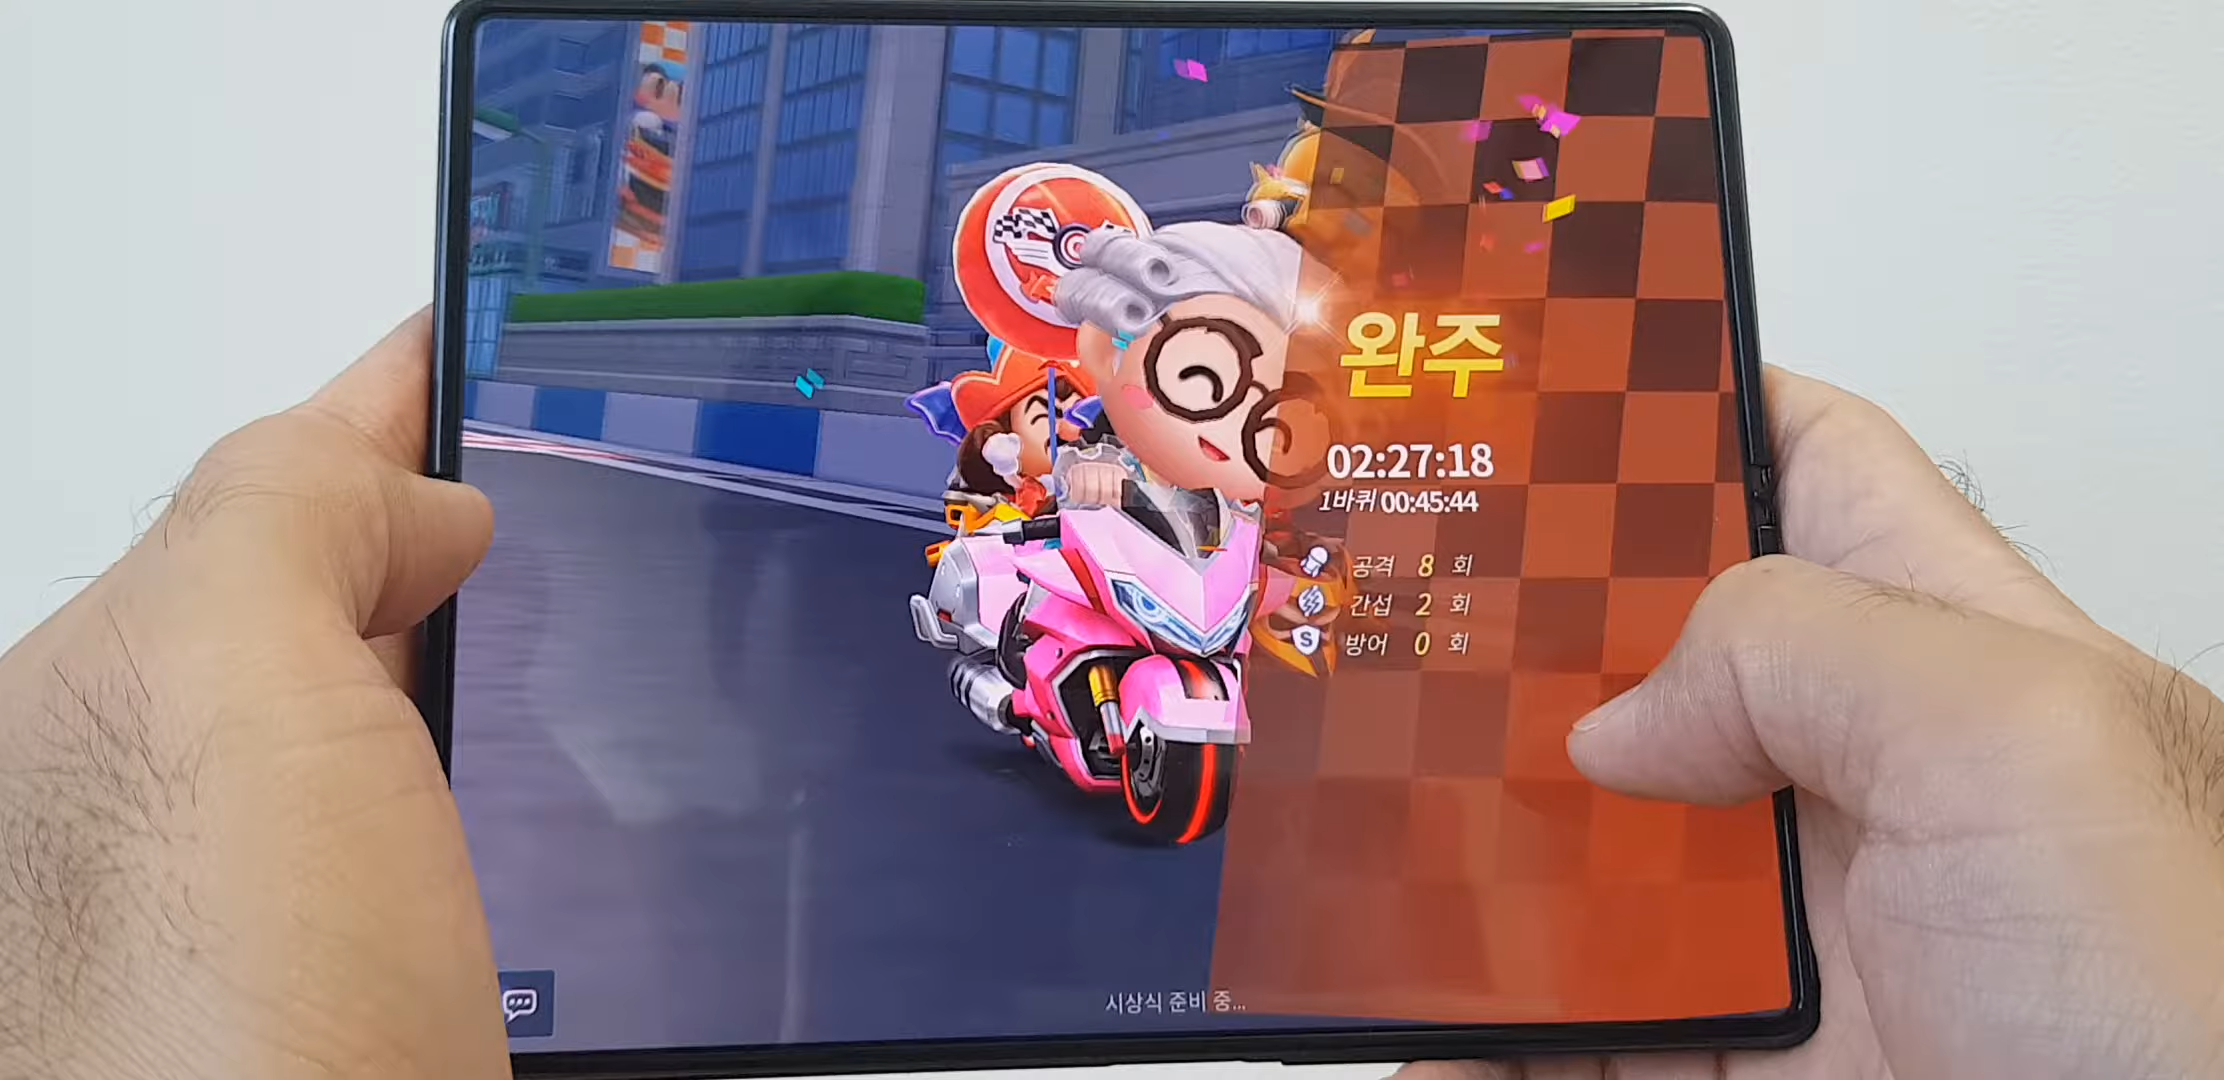 완주
02:27:18
1바퀴 00:45:44
공격 8 회
간섭 2 회
S 방어 0 회
시상식 준비 중...